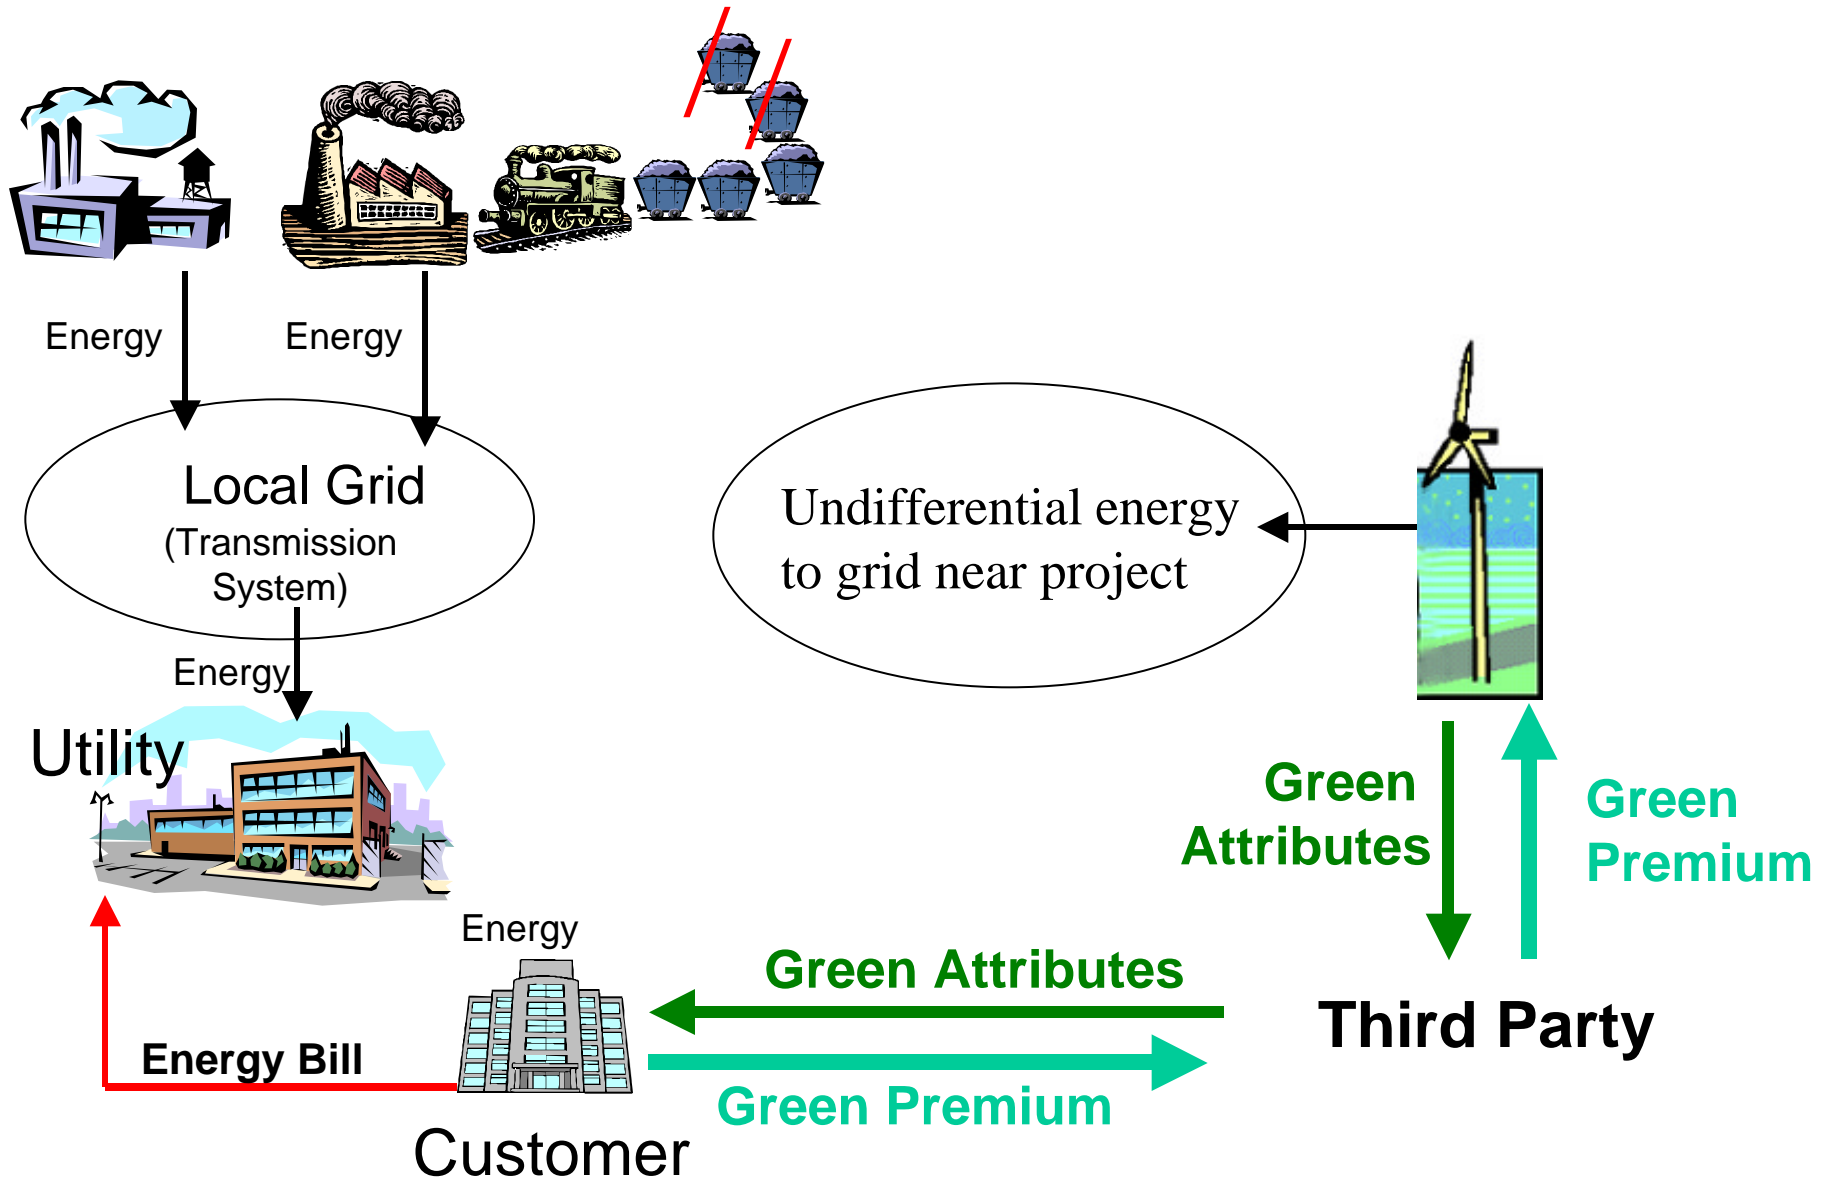 Energy
Energy
Local Grid
(Transmission
System)
Energy
Undifferential energy
to grid near project
Utility
Green
Attributes
Green
Premium
Energy
Green Attributes
Third Party
Energy Bill
Green Premium
Customer